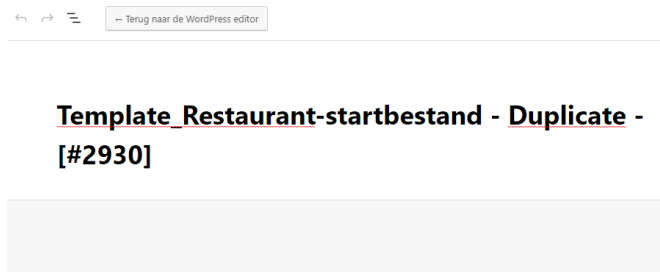 ← Terug naar de WordPress editor
Template_Restaurant-startbestand - Duplicate -
[#2930]